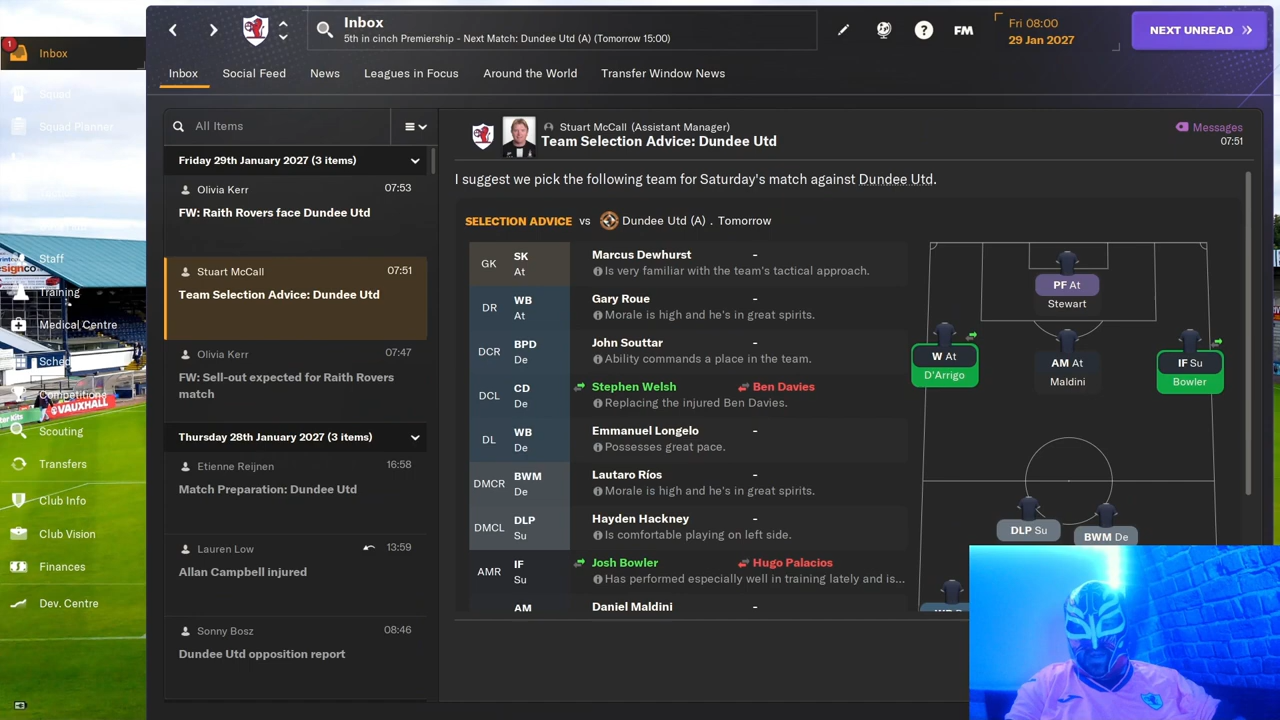 1
Inbox
Squad
Squad Planner
Staff
Training
Medical Centre
Sched
Competitions
Scouting
Transfers
Club Info
Club Vision
Finances
Dev. Centre
VAUXHALL
Inbox
5th in cinch Premiership - Next Match: Dundee Utd (A) (Tomorrow 15:00)
?
FM
Fri 08:00
29 Jan 2027
NEXT UNREAD
Inbox
Social Feed
News
Leagues in Focus
Around the World
Transfer Window News
All Items
Friday 29th January 2027 (3 items)
Olivia Kerr
07:53
FW: Raith Rovers face Dundee Utd
Stuart McCall
07:51
Team Selection Advice: Dundee Utd
Olivia Kerr
07:47
FW: Sell-out expected for Raith Rovers
match
Thursday 28th January 2027 (3 items)
Etienne Reijnen
16:58
Match Preparation: Dundee Utd
Lauren Low
13:59
Allan Campbell injured
Sonny Bosz
08:46
Dundee Utd opposition report
Stuart McCall (Assistant Manager)
Team Selection Advice: Dundee Utd
Messages
07:51
I suggest we pick the following team for Saturday's match against Dundee Utd.
SELECTION ADVICE vs Dundee Utd (A) . Tomorrow
GK SK At Marcus Dewhurst -
Is very familiar with the team's tactical approach.
DR WB At Gary Roue -
Morale is high and he's in great spirits.
DCR BPD De John Souttar -
Ability commands a place in the team.
DCL CD De Stephen Welsh Ben Davies
Replacing the injured Ben Davies.
DL WB De Emmanuel Longelo -
Possesses great pace.
DMCR BWM De Lautaro Ríos -
Morale is high and he's in great spirits.
DMCL DLP Su Hayden Hackney -
Is comfortable playing on left side.
AMR IF Su Josh Bowler Hugo Palacios
Has performed especially well in training lately and is...
AM Daniel Maldini -
PF At
Stewart
W At
D'Arrigo
AM At
Maldini
IF Su
Bowler
DLP Su
BWM De